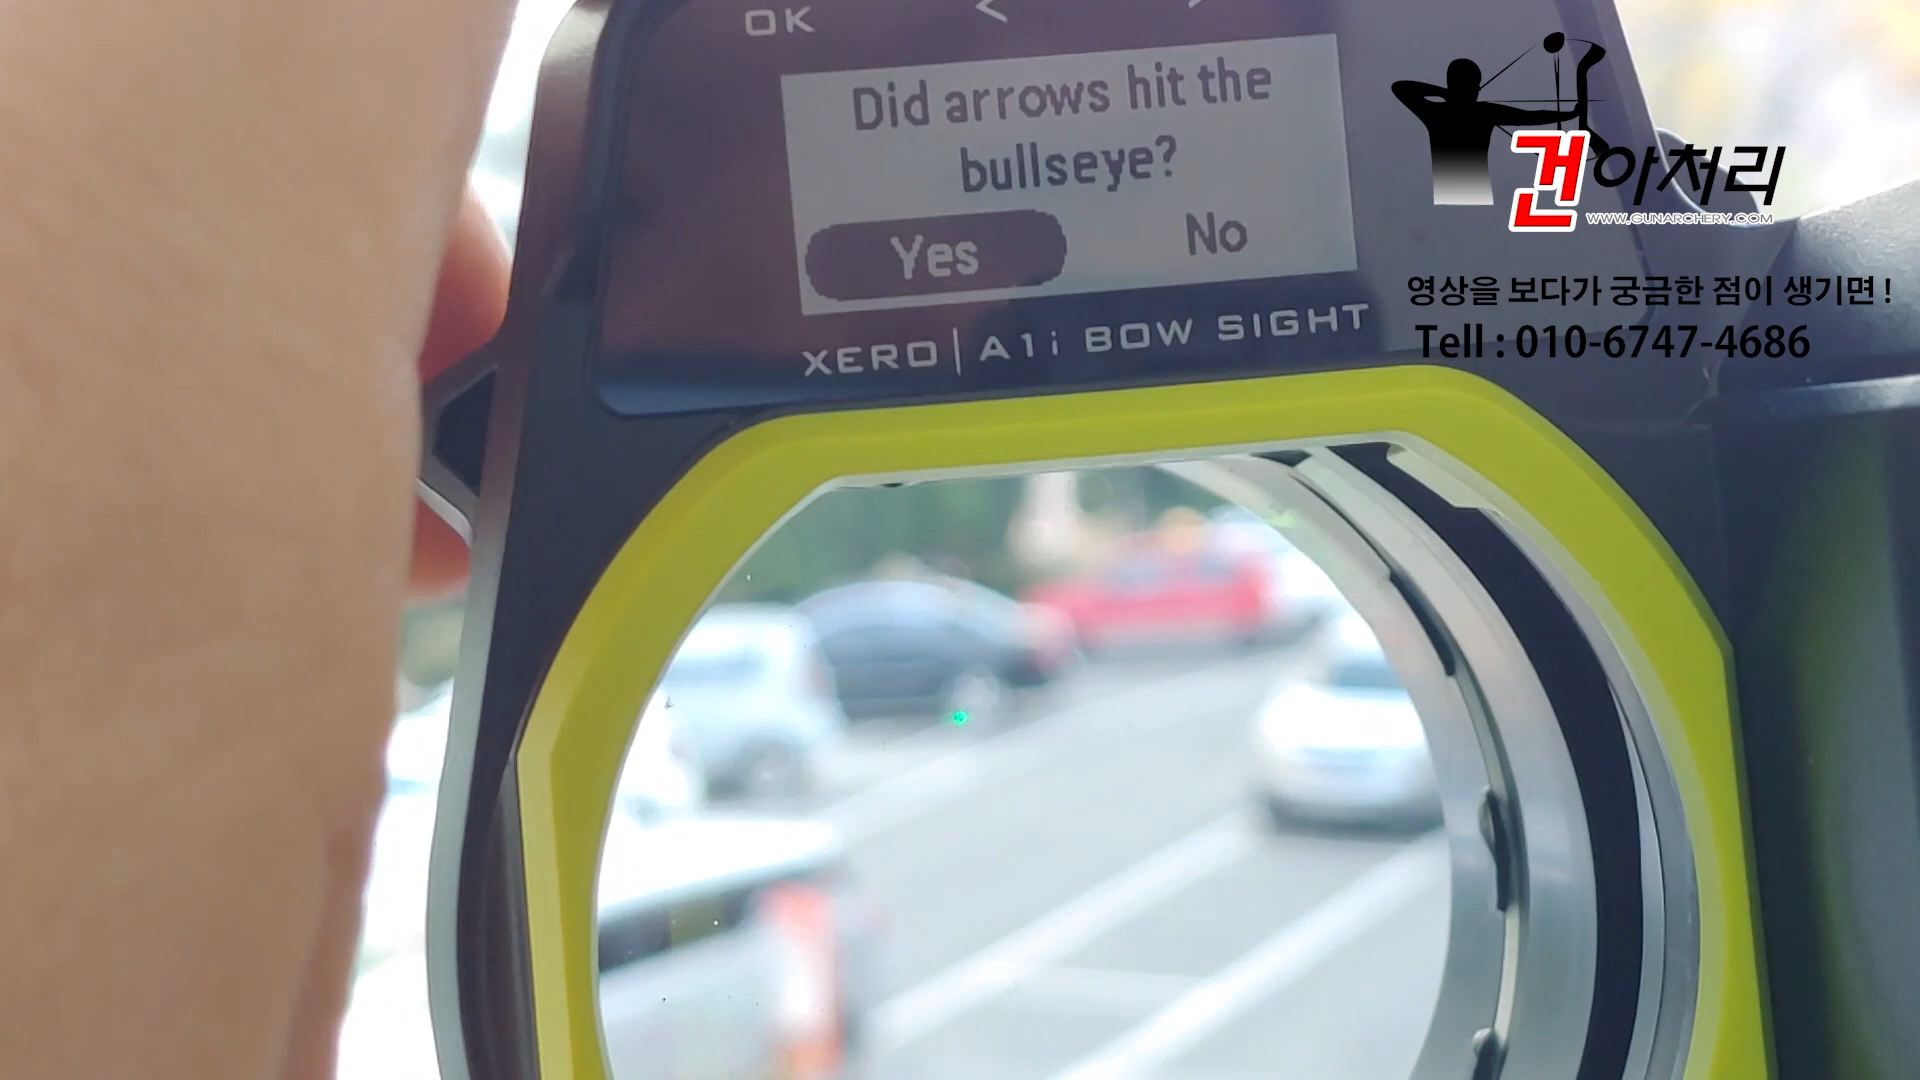 OK < >
Did arrows hit the
bullseye?
Yes No
XERO | A1i BOW SIGHT
건아처리
WWW.GUNARCHERY.COM
영상을 보다가 궁금한 점이 생기면 !
Tell : 010-6747-4686